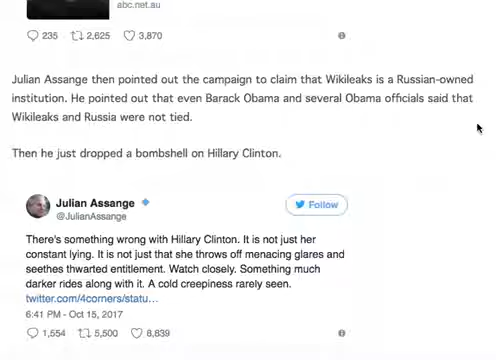 abc.net.au
235 2,625 3,870
Julian Assange then pointed out the campaign to claim that Wikileaks is a Russian-owned
institution. He pointed out that even Barack Obama and several Obama officials said that
Wikileaks and Russia were not tied.
Then he just dropped a bombshell on Hillary Clinton.
Julian Assange
@JulianAssange
Follow
There's something wrong with Hillary Clinton. It is not just her
constant lying. It is not just that she throws off menacing glares and
seethes thwarted entitlement. Watch closely. Something much
darker rides along with it. A cold creepiness rarely seen.
twitter.com/4corners/statu…
6:41 PM - Oct 15, 2017
1,554 5,500 6,839